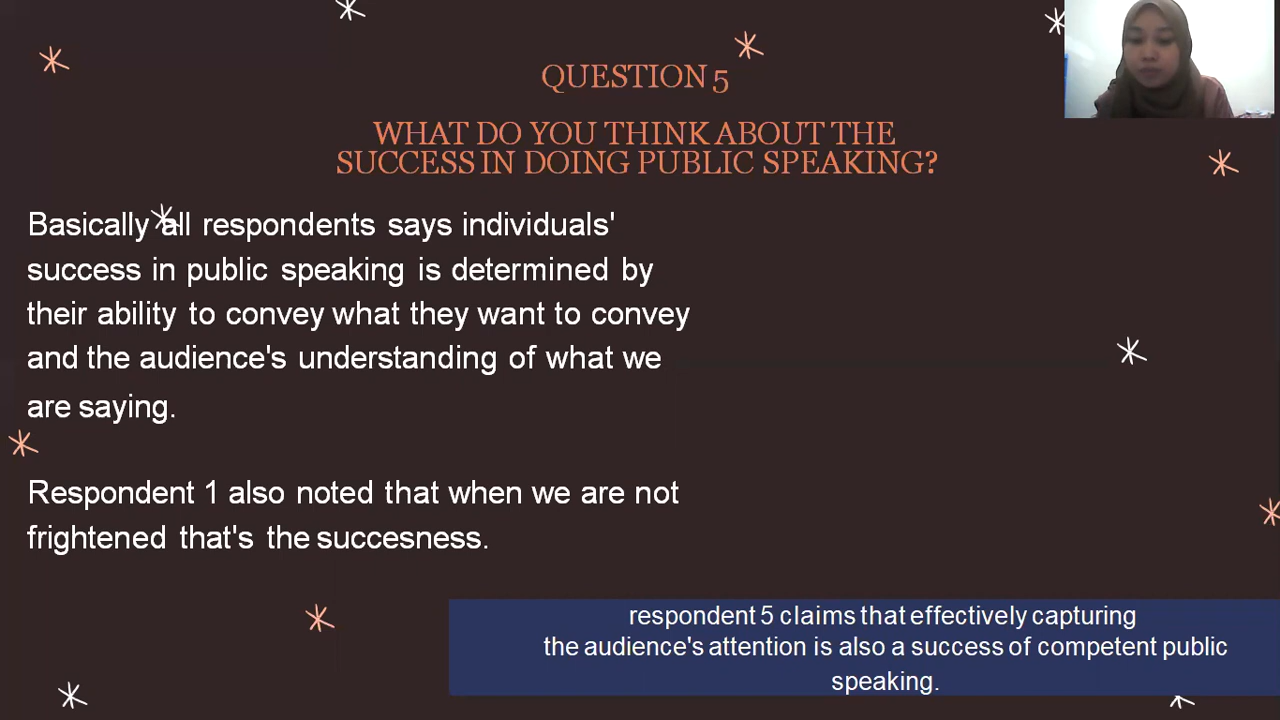 QUESTION 5
WHAT DO YOU THINK ABOUT THE
SUCCESS IN DOING PUBLIC SPEAKING?
Basically all respondents says individuals'
success in public speaking is determined by
their ability to convey what they want to convey
and the audience's understanding of what we
are saying.
Respondent 1 also noted that when we are not
frightened that's the succesness.
respondent 5 claims that effectively capturing
the audience's attention is also a success of competent public
speaking.